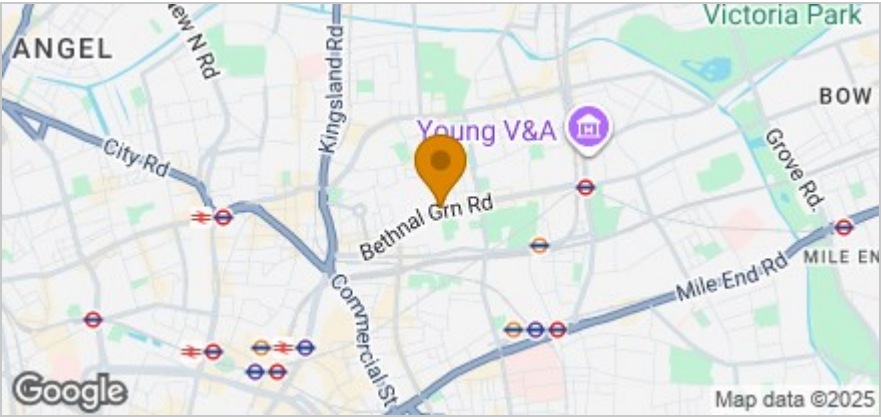 Victoria Park
ANGEL
New N Rd
Kingsland Rd
BOW
City Rd
Young V&A
Grove Rd.
Bethnal Grn Rd
MILE EN
Mile End Rd
Commercial St
Google
Map data ©2025